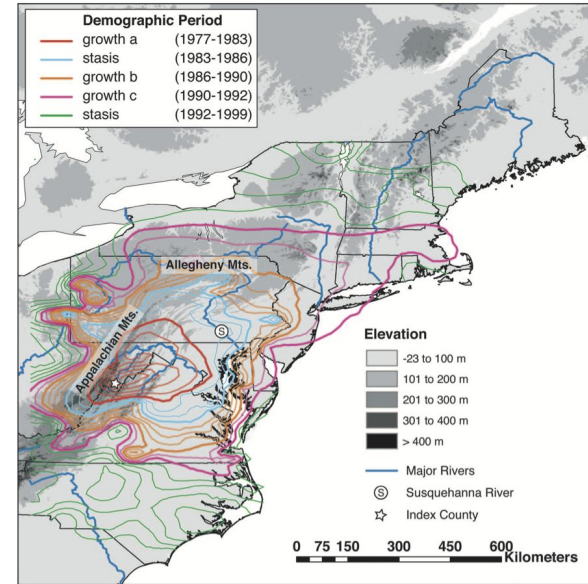 Demographic Period
growth a (1977-1983)
stasis (1983-1986)
growth b (1986-1990)
growth c (1990-1992)
stasis (1992-1999)
Allegheny Mts.
Appalachian Mts.
S
Elevation
-23 to 100 m
101 to 200 m
201 to 300 m
301 to 400 m
> 400 m
Major Rivers
S Susquehanna River
Index County
0 75 150 300 450 600
Kilometers